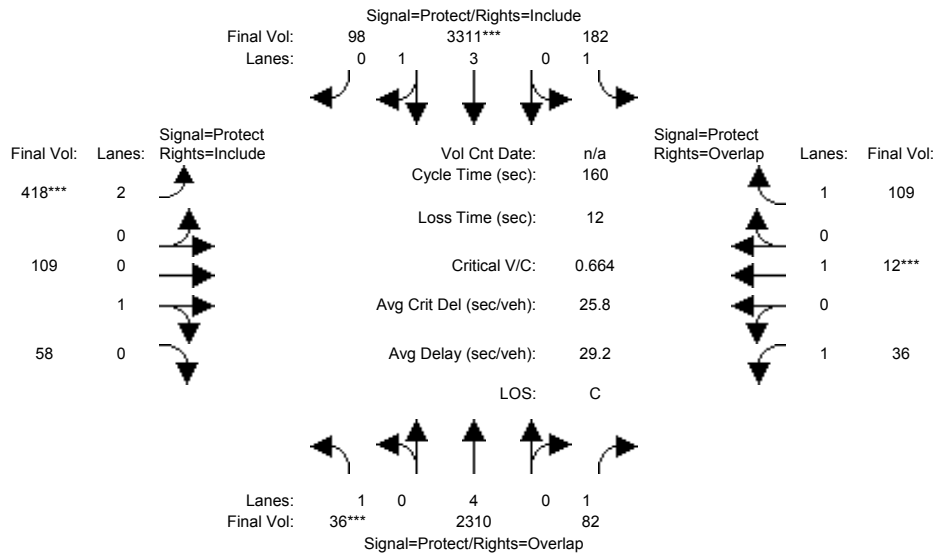 Signal=Protect/Rights=Include
Final Vol: 98 3311*** 182
Lanes: 0 1 3 0 1
Signal=Protect Signal=Protect
Final Vol: Lanes: Rights=Include Vol Cnt Date: n/a Rights=Overlap Lanes: Final Vol:
Cycle Time (sec): 160
418*** 2 1 109
Loss Time (sec): 12
0 0
109 0 Critical V/C: 0.664 1 12***
1 Avg Crit Del (sec/veh): 25.8 0
58 0 Avg Delay (sec/veh): 29.2 1 36
LOS: C
Lanes: 1 0 4 0 1
Final Vol: 36*** 2310 82
Signal=Protect/Rights=Overlap